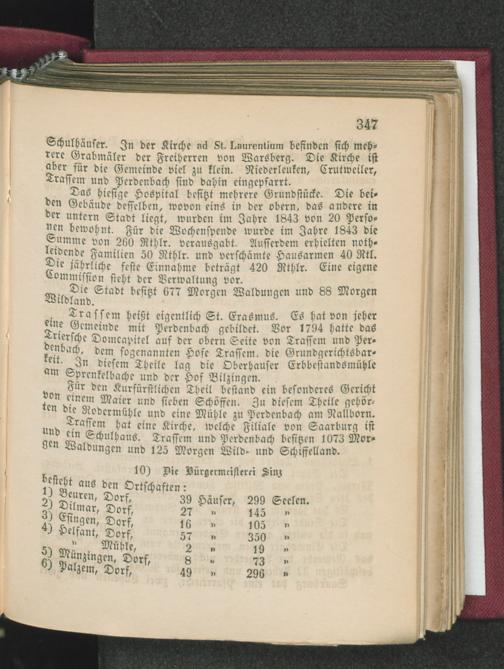 347
Schulhäuser. In der Kirche ad St. Laurentium befinden sich meh-
rere Grabmäler der Freiherren von Warsberg. Die Kirche ist
aber für die Gemeinde viel zu klein. Niederleuken, Crutweiler,
Trassem und Perdenbach sind dahin eingepfarrt.
Das hiesige Hospital besitzt mehrere Grundstücke. Die bei-
den Gebäude desselben, wovon eins in der obern, das andere in
der untern Stadt liegt, wurden im Jahre 1843 von 20 Perso-
nen bewohnt. Für die Wochenspende wurde im Jahre 1843 die
Summe von 260 Rthlr. verausgabt. Ausserdem erhielten noth-
leidende Familien 50 Rthlr. und verschämte Hausarmen 40 Rtl.
Die jährliche feste Einnahme beträgt 420 Rthlr. Eine eigene
Commission steht der Verwaltung vor.
Die Stadt besitzt 677 Morgen Waldungen und 88 Morgen
Wildland.
Trassem heißt eigentlich St. Erasmus. Es hat von jeher
eine Gemeinde mit Perdenbach gebildet. Vor 1794 hatte das
Triersche Domcapitel auf der obern Seite von Trassem und Per-
denbach, dem sogenannten Hofe Trassem, die Grundgerichtsbar-
keit. In diesem Theile lag die Oberhauser Erbbestandsmühle
am Sprenkelbache und der Hof Bilzingen.
Für den Kurfürstlichen Theil bestand ein besonderes Gericht
von einem Maier und sieben Schöffen. Zu diesem Theile gehör-
ten die Rodermühle und eine Mühle zu Perdenbach am Rallborn.
Trassem hat eine Kirche, welche Filiale von Saarburg ist
und ein Schulhaus. Trassem und Perdenbach besitzen 1073 Mor-
gen Waldungen und 125 Morgen Wild- und Schiffelland.
10) Die Bürgermeisterei Sinz
besteht aus den Ortschaften:
1) Beuren, Dorf, 39 Häuser, 299 Seelen.
2) Dilmar, Dorf, 27 „ 145 „
3) Esingen, Dorf, 16 „ 105 „
4) Helfant, Dorf, 57 „ 350 „
„ Mühle, 2 „ 19 „
5) Münzingen, Dorf, 8 „ 73 „
6) Palzem, Dorf, 49 „ 296 „